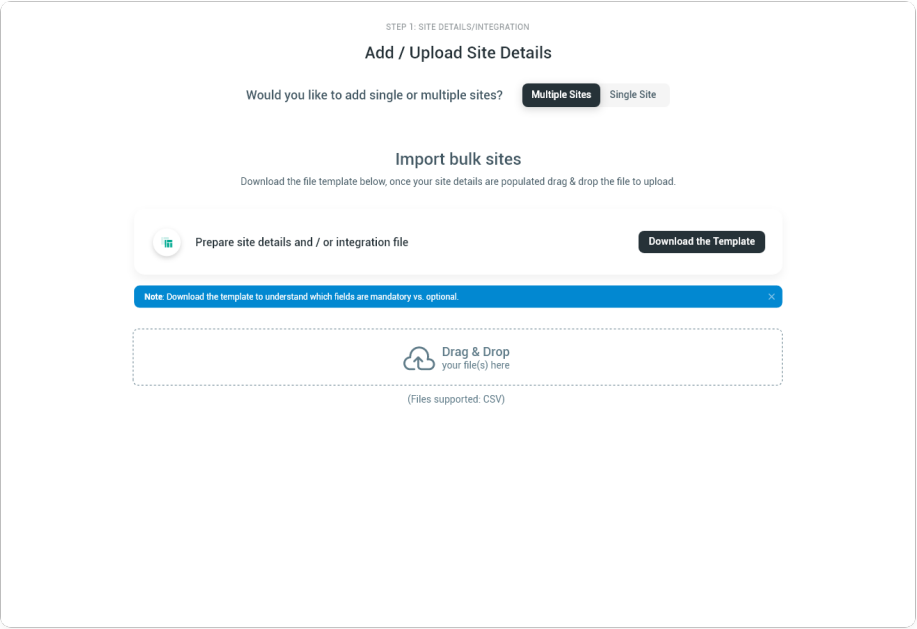 STEP 1: SITE DETAILS/INTEGRATION
Add / Upload Site Details
Would you like to add single or multiple sites?
Multiple Sites
Single Site
Import bulk sites
Download the file template below, once your site details are populated drag & drop the file to upload.
Prepare site details and / or integration file
Download the Template
Note: Download the template to understand which fields are mandatory vs. optional.
Drag & Drop
your file(s) here
(Files supported: CSV)